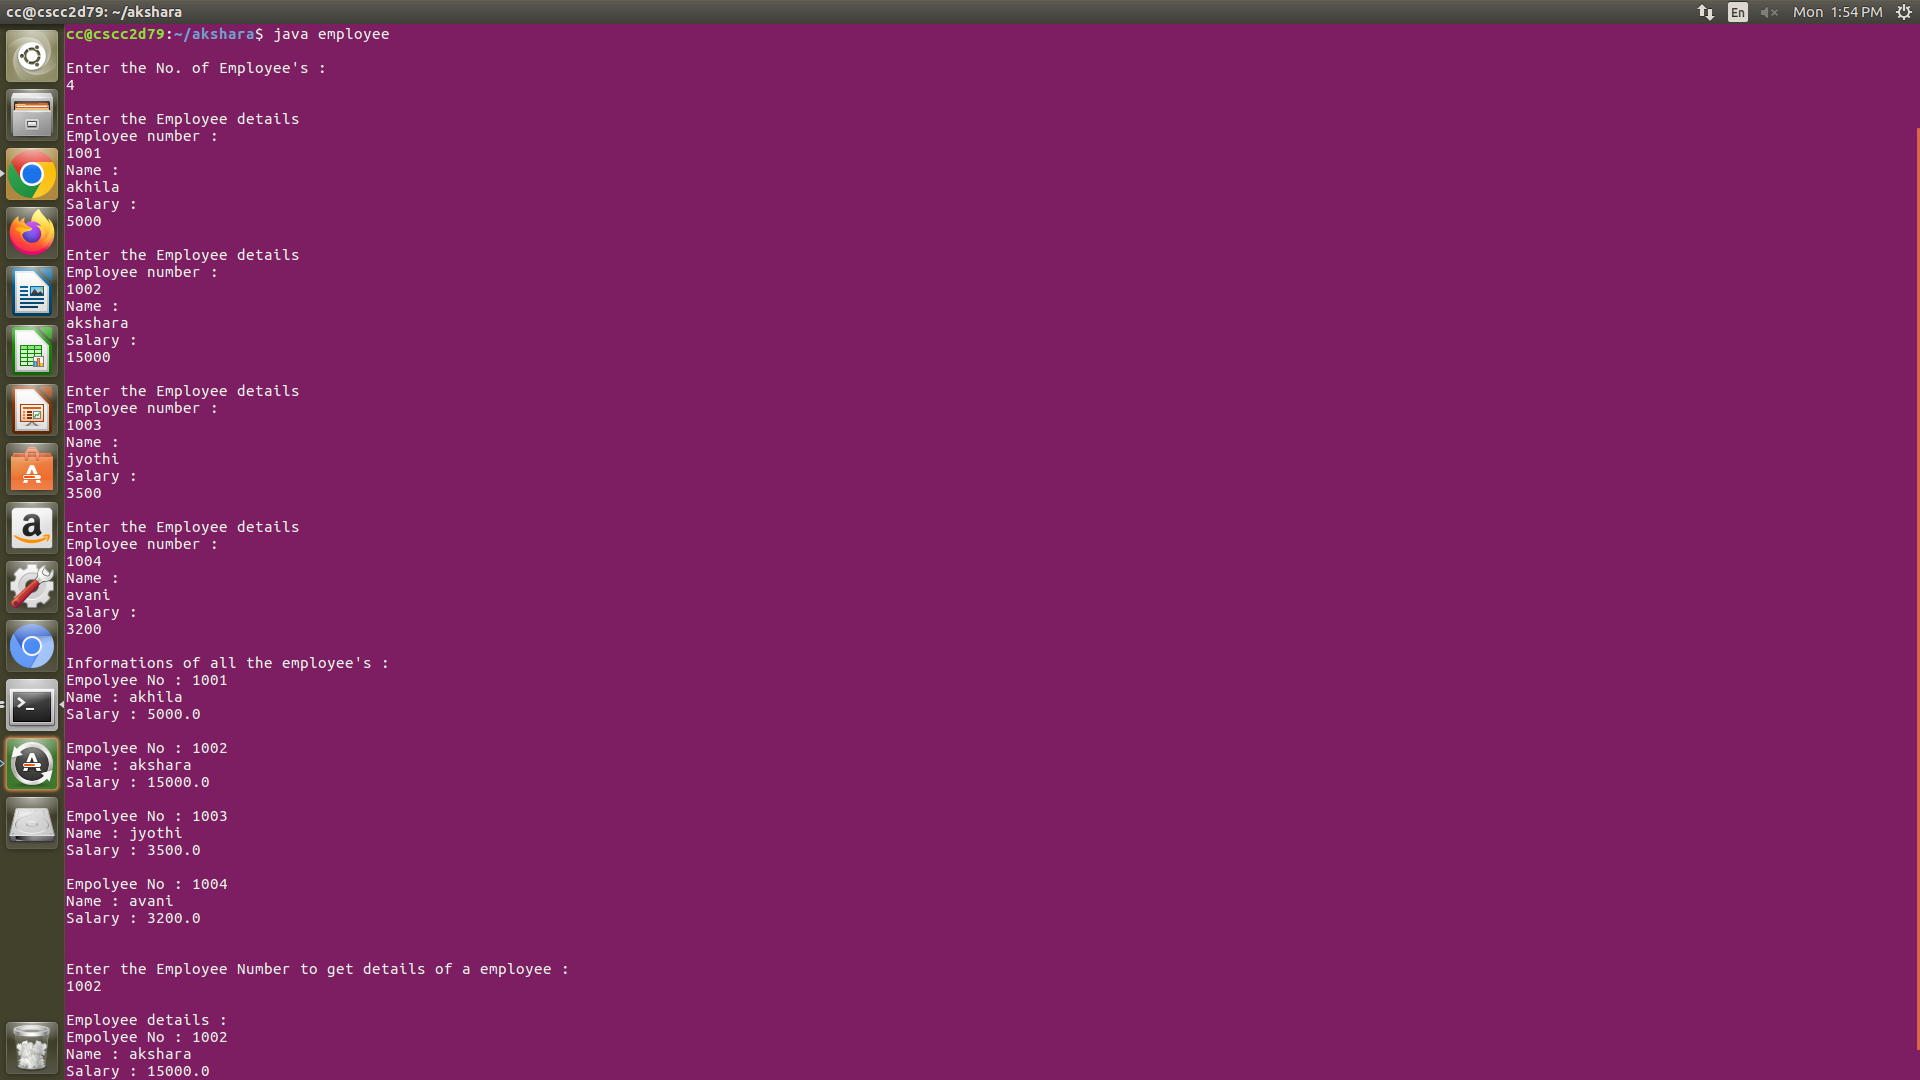 cc@cscc2d79: ~/akshara
En
Mon 1:54 PM
cc@cscc2d79:~/akshara$ java employee
Enter the No. of Employee's :
4
Enter the Employee details
Employee number :
1001
Name :
akhila
Salary :
5000
Enter the Employee details
Employee number :
1002
Name :
akshara
Salary :
15000
Enter the Employee details
Employee number :
1003
Name :
jyothi
Salary :
3500
Enter the Employee details
Employee number :
1004
Name :
avani
Salary :
3200
Informations of all the employee's :
Empolyee No : 1001
Name : akhila
Salary : 5000.0
Empolyee No : 1002
Name : akshara
Salary : 15000.0
Empolyee No : 1003
Name : jyothi
Salary : 3500.0
Empolyee No : 1004
Name : avani
Salary : 3200.0
Enter the Employee Number to get details of a employee :
1002
Employee details :
Empolyee No : 1002
Name : akshara
Salary : 15000.0